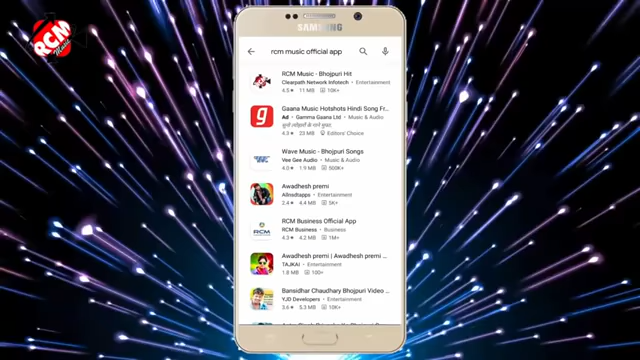 RCM
Music
SAMSUNG
rcm music official app
RCM Music - Bhojpuri Hit
Clearpath Network Infotech • Entertainment
4.5★ 11 MB 10K+
Gaana Music Hotshots Hindi Song Fr...
Ad • Gamma Gaana Ltd • Music & Audio
4.3★ 23 MB Editors' Choice
Wave Music - Bhojpuri Songs
Vee Gee Audio • Music & Audio
4.0★ 1.9 MB 500K+
Awadhesh premi
Allnsdtapps • Entertainment
2.4★ 4.4 MB 5K+
RCM Business Official App
RCM Business • Business
4.3★ 4.2 MB 1M+
RCM
Awadhesh premi | Awadhesh premi ...
TAJKAI • Entertainment
1.8 MB 100+
Bansidhar Chaudhary Bhojpuri Video ...
YJD Developers • Entertainment
3.6★ 5.3 MB 10K+